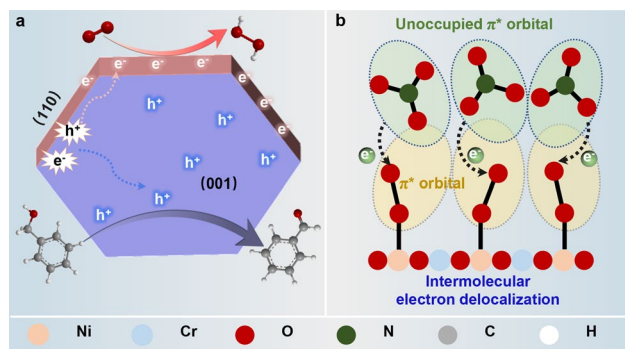 a
e⁻ e⁻ e⁻ e⁻
(110)
h⁺
e⁻
h⁺
h⁺
h⁺
h⁺
h⁺
h⁺
(001)
e⁻
e⁻
e⁻
b
Unoccupied π* orbital
e⁻
e⁻
e⁻
π* orbital
Intermolecular
electron delocalization
Ni Cr O N C H